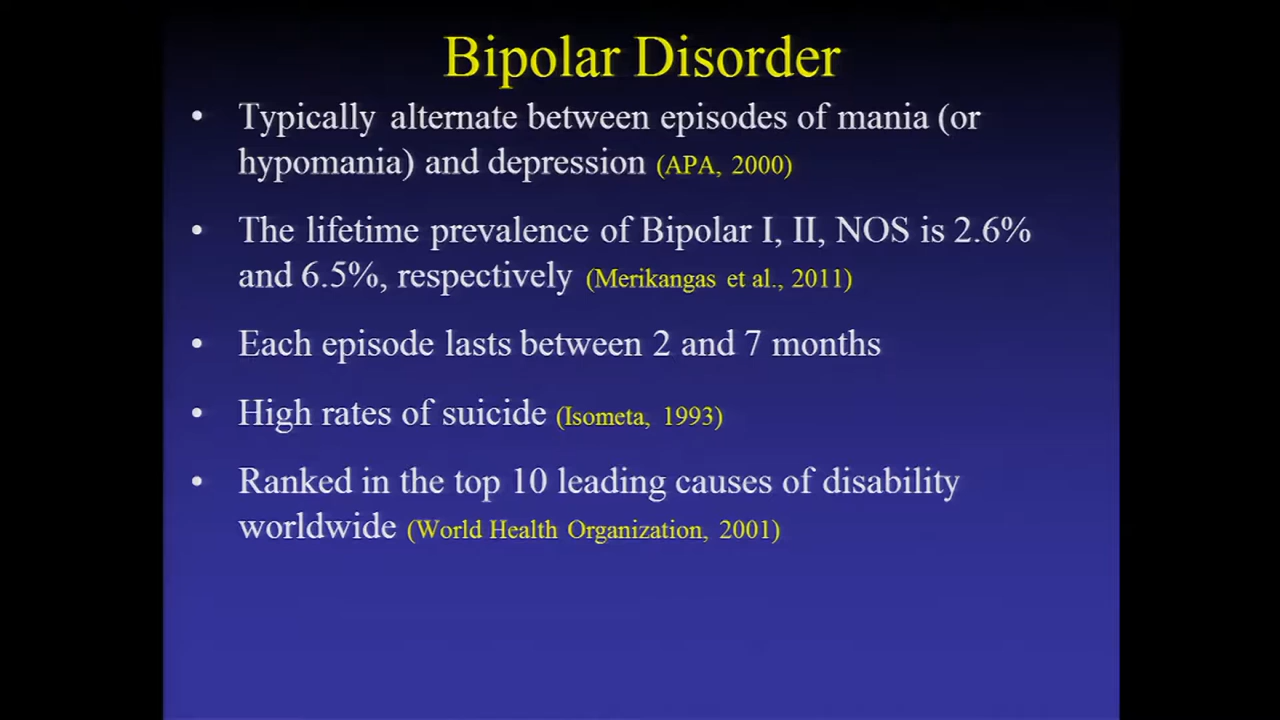 Bipolar Disorder
• Typically alternate between episodes of mania (or
hypomania) and depression (APA, 2000)
• The lifetime prevalence of Bipolar I, II, NOS is 2.6%
and 6.5%, respectively (Merikangas et al., 2011)
• Each episode lasts between 2 and 7 months
• High rates of suicide (Isometa, 1993)
• Ranked in the top 10 leading causes of disability
worldwide (World Health Organization, 2001)